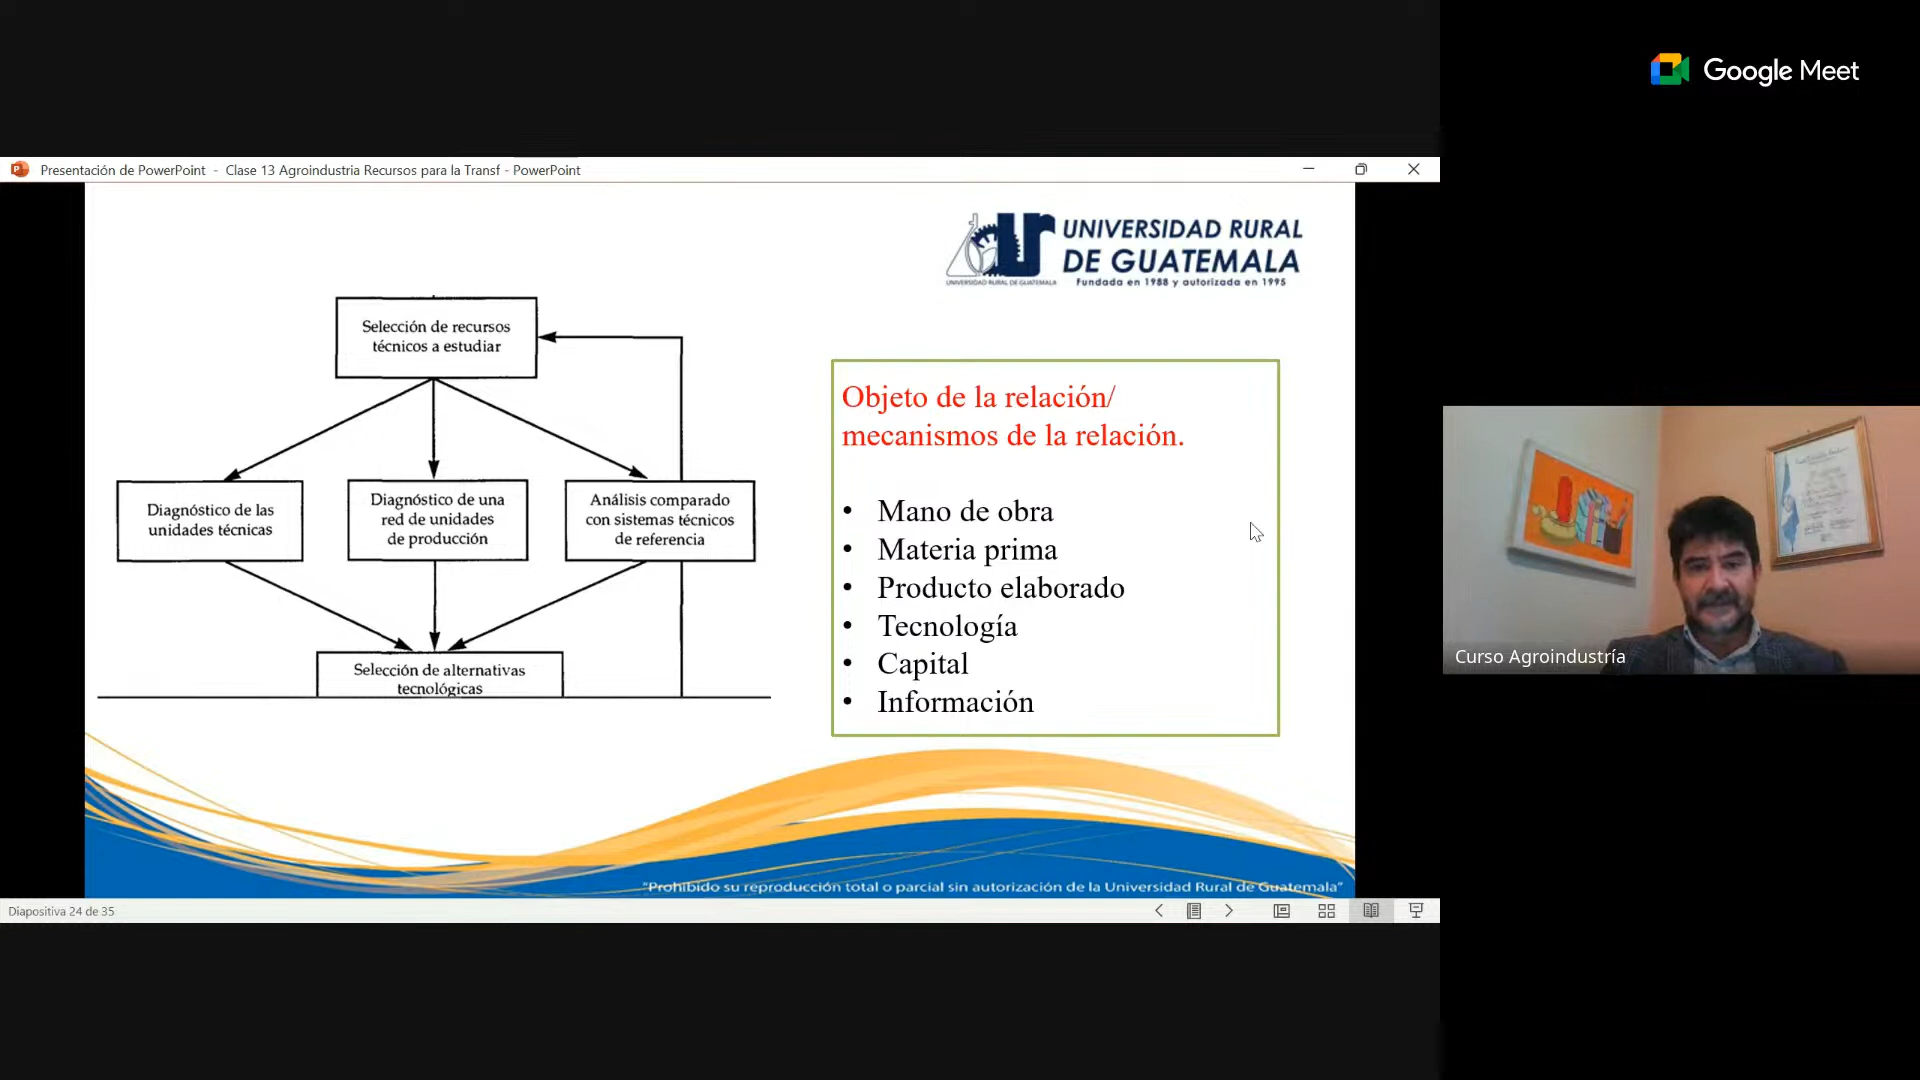 Google Meet
Presentación de PowerPoint - Clase 13 Agroindustria Recursos para la Transf - PowerPoint
UNIVERSIDAD RURAL
DE GUATEMALA
UNIVERSIDAD RURAL DE GUATEMALA
Fundada en 1988 y autorizada en 1995
Selección de recursos
técnicos a estudiar
Diagnóstico de las
unidades técnicas
Diagnóstico de una
red de unidades
de producción
Análisis comparado
con sistemas técnicos
de referencia
Selección de alternativas
tecnológicas
Objeto de la relación/
mecanismos de la relación.
• Mano de obra
• Materia prima
• Producto elaborado
• Tecnología
• Capital
• Información
Curso Agroindustría
"Prohibido su reproducción total o parcial sin autorización de la Universidad Rural de Guatemala"
Diapositiva 24 de 35